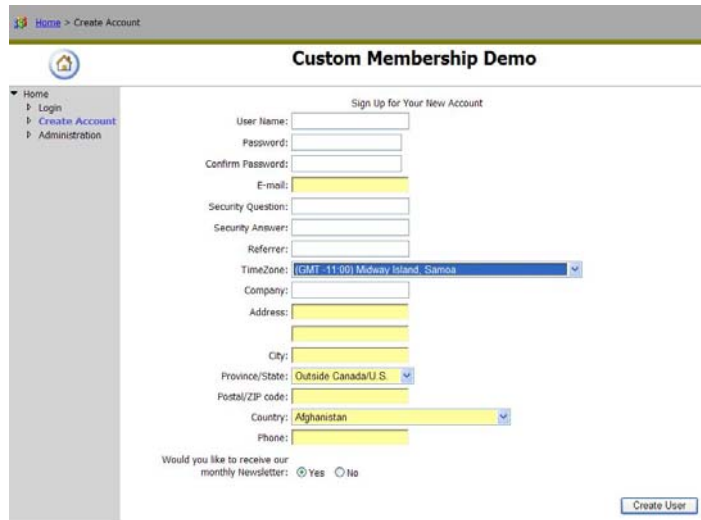 Home > Create Account
Custom Membership Demo
Home
Login
Create Account
Administration
Sign Up for Your New Account
User Name:
Password:
Confirm Password:
E-mail:
Security Question:
Security Answer:
Referrer:
TimeZone: (GMT -11:00) Midway Island, Samoa
Company:
Address:
City:
Province/State: Outside Canada/U.S.
Postal/ZIP code:
Country: Afghanistan
Phone:
Would you like to receive our
monthly Newsletter: Yes No
Create User